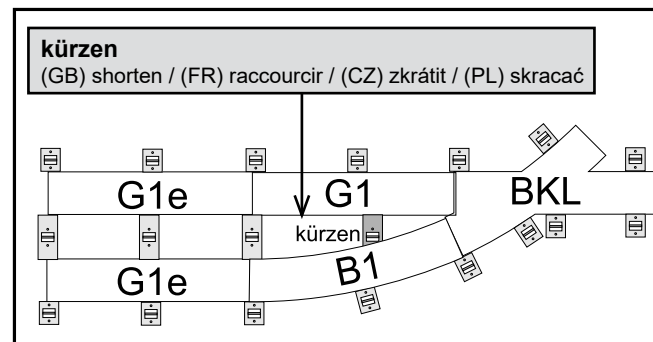 kürzen
(GB) shorten / (FR) raccourcir / (CZ) zkrátit / (PL) skracać
G1e
G1
BKL
kürzen
G1e
B1